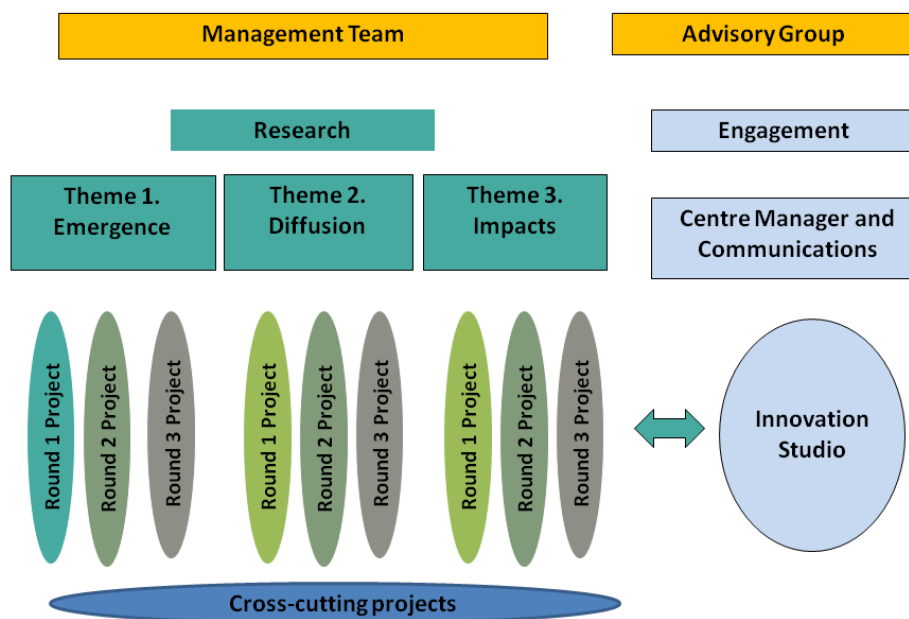 Management Team
Advisory Group
Research
Engagement
Theme 1.
Emergence
Theme 2.
Diffusion
Theme 3.
Impacts
Centre Manager and
Communications
Round 1 Project
Round 2 Project
Round 3 Project
Round 1 Project
Round 2 Project
Round 3 Project
Round 1 Project
Round 2 Project
Round 3 Project
Innovation
Studio
Cross-cutting projects